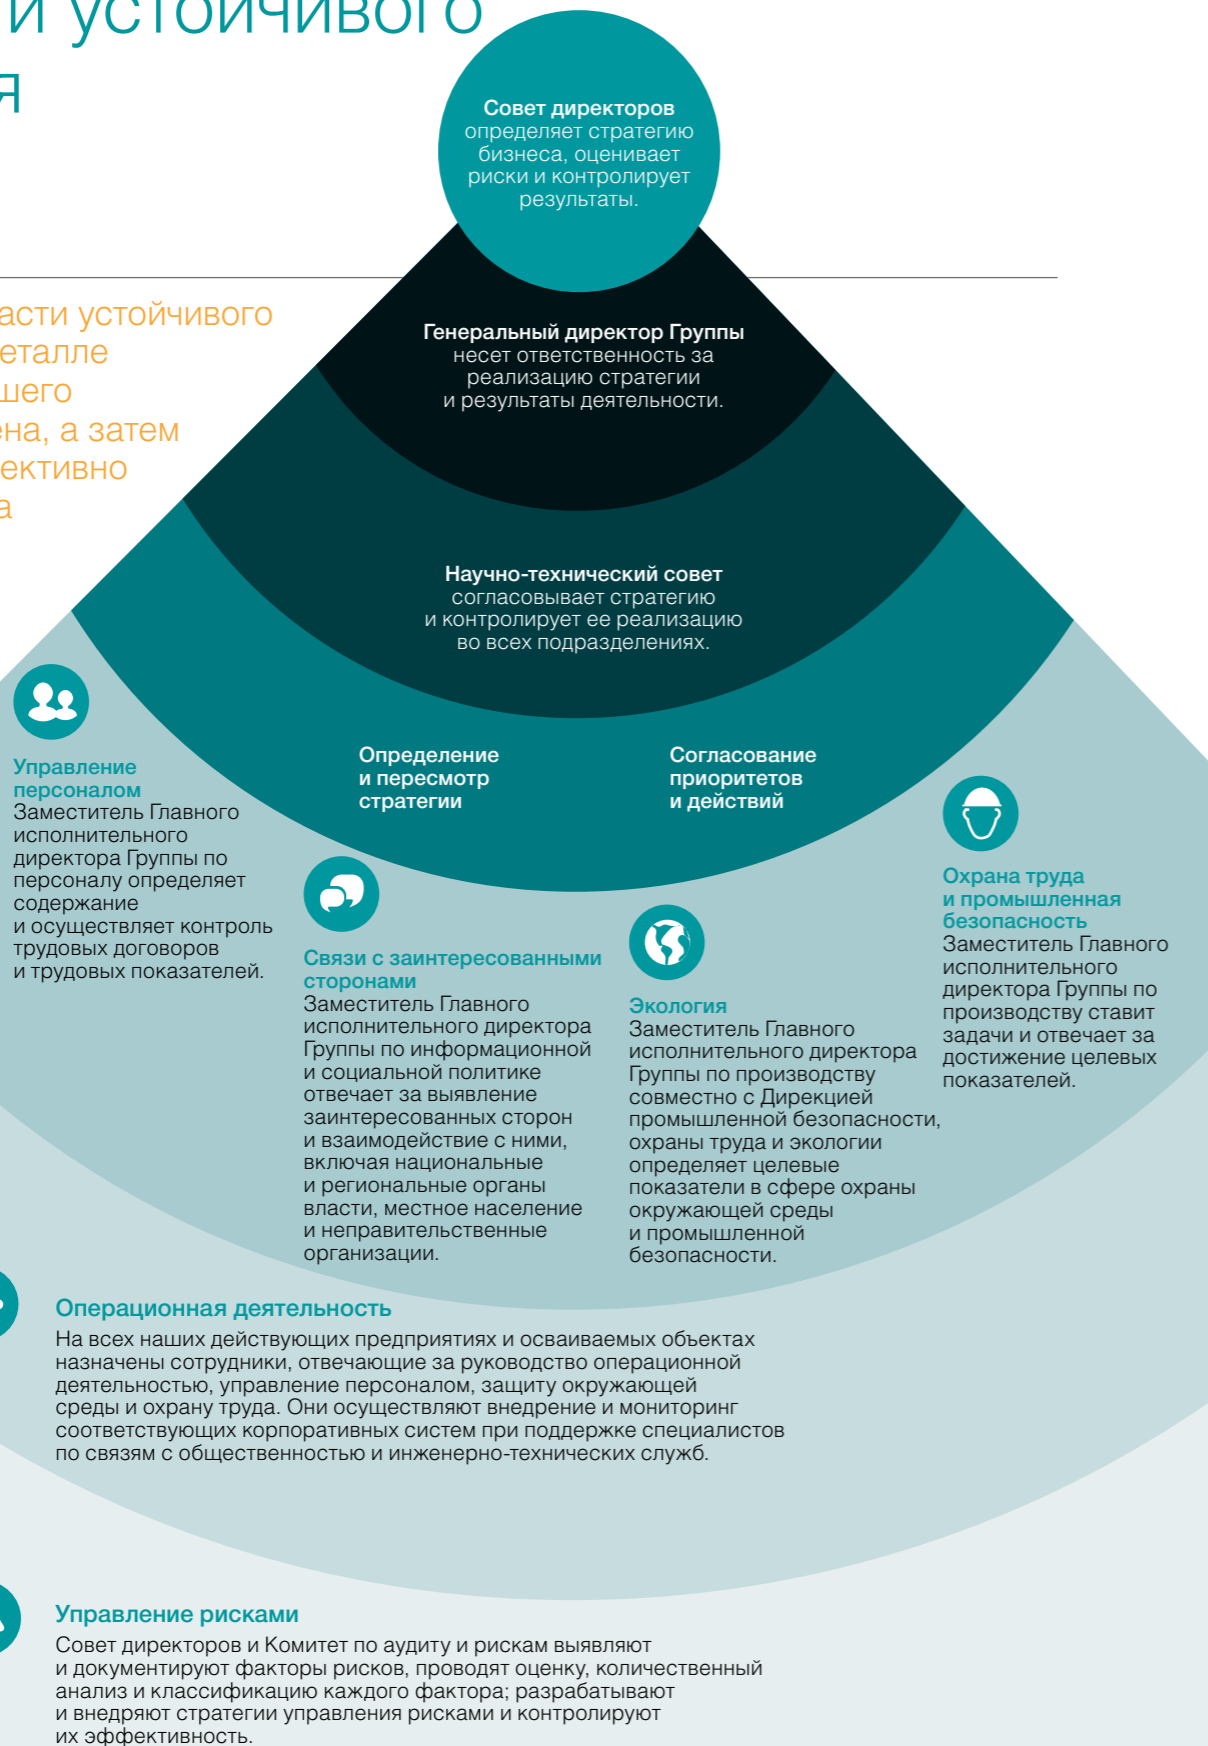 и устойчивого
я
Совет директоров
определяет стратегию
бизнеса, оценивает
риски и контролирует
результаты.
асти устойчивого
еталле
шего
ена, а затем
ективно
а
Генеральный директор Группы
несет ответственность за
реализацию стратегии
и результаты деятельности.
Научно-технический совет
согласовывает стратегию
и контролирует ее реализацию
во всех подразделениях.
Определение
и пересмотр
стратегии
Согласование
приоритетов
и действий
Управление
персоналом
Заместитель Главного
исполнительного
директора Группы по
персоналу определяет
содержание
и осуществляет контроль
трудовых договоров
и трудовых показателей.
Связи с заинтересованными
сторонами
Заместитель Главного
исполнительного директора
Группы по информационной
и социальной политике
отвечает за выявление
заинтересованных сторон
и взаимодействие с ними,
включая национальные
и региональные органы
власти, местное население
и неправительственные
организации.
Экология
Заместитель Главного
исполнительного директора
Группы по производству
совместно с Дирекцией
промышленной безопасности,
охраны труда и экологии
определяет целевые
показатели в сфере охраны
окружающей среды
и промышленной
безопасности.
Охрана труда
и промышленная
безопасность
Заместитель Главного
исполнительного
директора Группы по
производству ставит
задачи и отвечает за
достижение целевых
показателей.
Операционная деятельность
На всех наших действующих предприятиях и осваиваемых объектах
назначены сотрудники, отвечающие за руководство операционной
деятельностью, управление персоналом, защиту окружающей
среды и охрану труда. Они осуществляют внедрение и мониторинг
соответствующих корпоративных систем при поддержке специалистов
по связям с общественностью и инженерно-технических служб.
Управление рисками
Совет директоров и Комитет по аудиту и рискам выявляют
и документируют факторы рисков, проводят оценку, количественный
анализ и классификацию каждого фактора; разрабатывают
и внедряют стратегии управления рисками и контролируют
их эффективность.